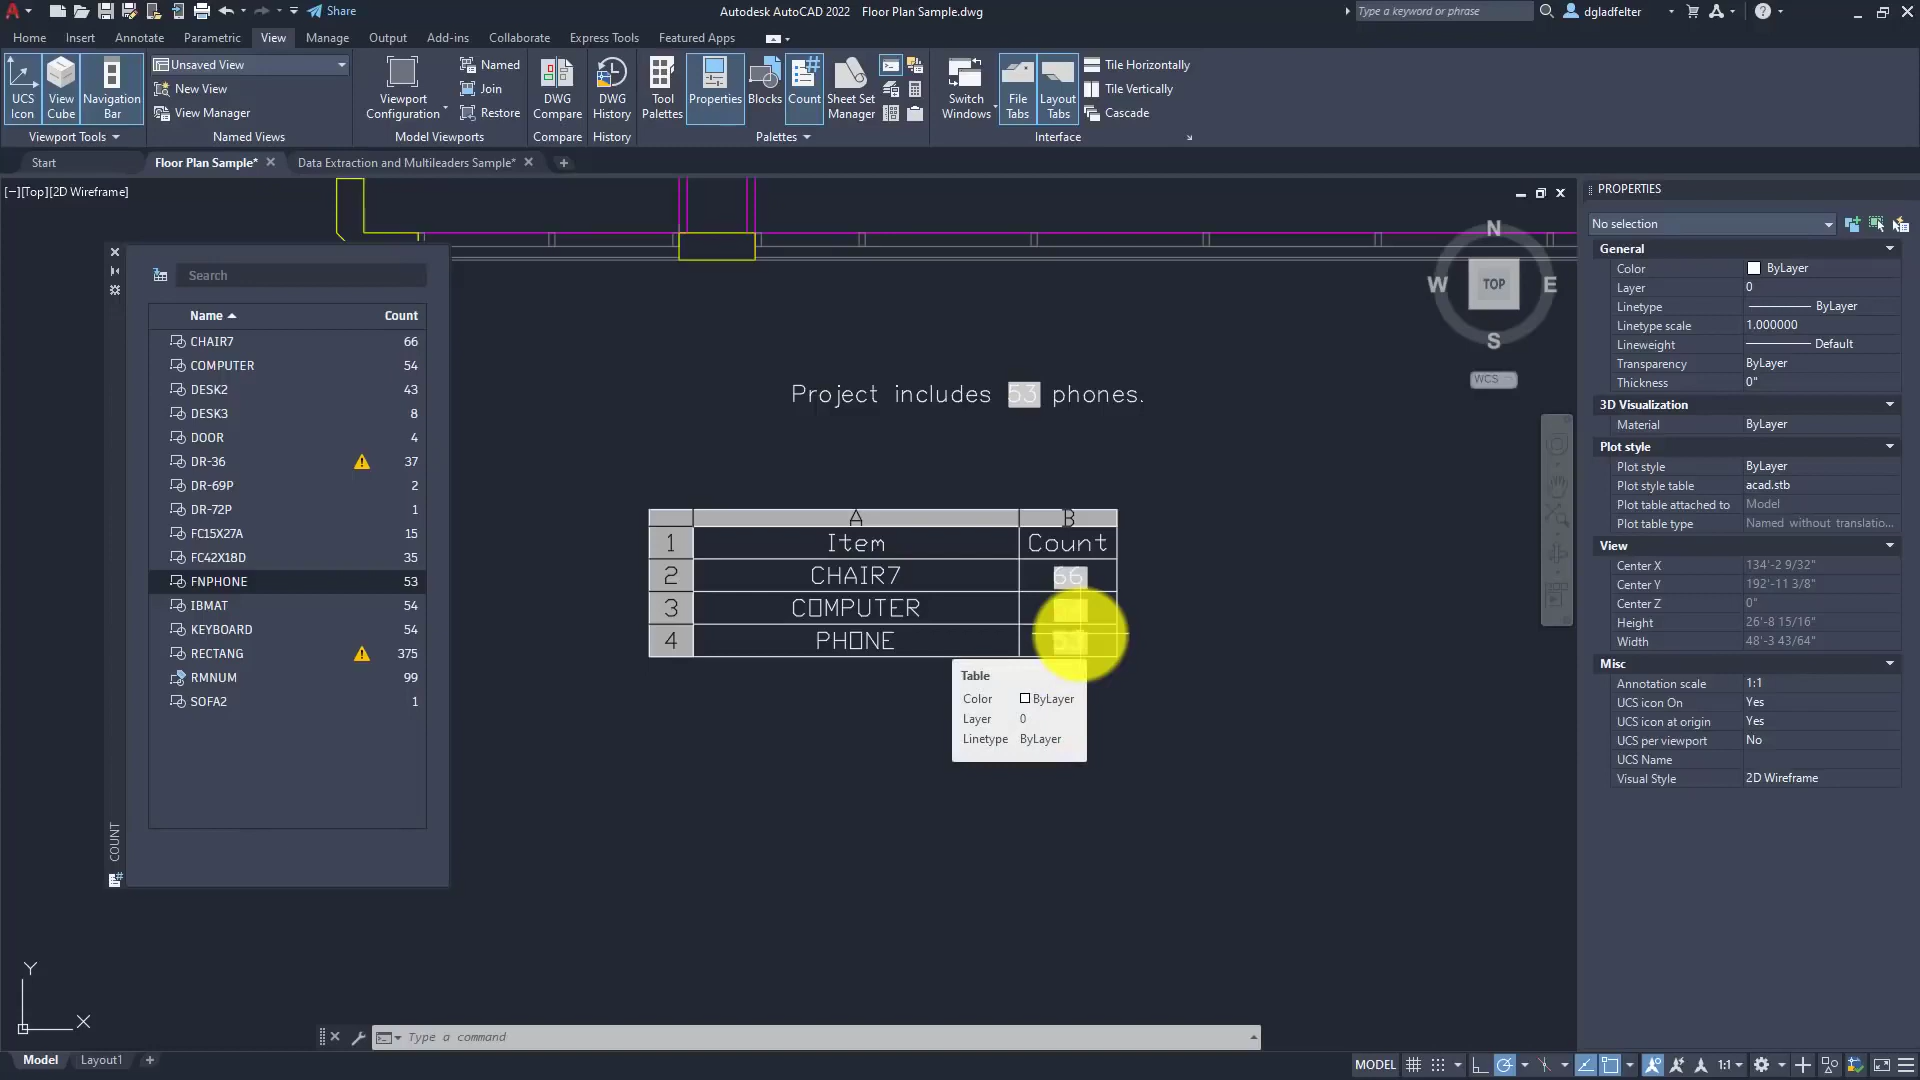 Share
Autodesk AutoCAD 2022 Floor Plan Sample.dwg
Type a keyword or phrase
dgladfelter
Home Insert Annotate Parametric View Manage Output Add-ins Collaborate Express Tools Featured Apps
UCS Icon
View Cube
Navigation Bar
Viewport Tools
Unsaved View
New View
View Manager
Named Views
Viewport Configuration
Named
Join
Restore
Model Viewports
DWG Compare
Compare
DWG History
History
Tool Palettes
Properties
Blocks
Count
Sheet Set Manager
Palettes
Switch Windows
File Tabs
Layout Tabs
Tile Horizontally
Tile Vertically
Cascade
Interface
Start
Floor Plan Sample*
Data Extraction and Multileaders Sample*
[−][Top][2D Wireframe]
Search
Name Count
CHAIR7 66
COMPUTER 54
DESK2 43
DESK3 8
DOOR 4
DR-36 37
DR-69P 2
DR-72P 1
FC15X27A 15
FC42X18D 35
FNPHONE 53
IBMAT 54
KEYBOARD 54
RECTANG 375
RMNUM 99
SOFA2 1
COUNT
Project includes 53 phones.
A B
1 Item Count
2 CHAIR7 66
3 COMPUTER
4 PHONE
Table
Color ByLayer
Layer 0
Linetype ByLayer
N
W TOP E
S
WCS
PROPERTIES
No selection
General
Color ByLayer
Layer 0
Linetype ByLayer
Linetype scale 1.000000
Lineweight Default
Transparency ByLayer
Thickness 0"
3D Visualization
Material ByLayer
Plot style
Plot style ByLayer
Plot style table acad.stb
Plot table attached to Model
Plot table type Named without translatio...
View
Center X 134'-2 9/32"
Center Y 192'-11 3/8"
Center Z 0"
Height 26'-8 15/16"
Width 48'-3 43/64"
Misc
Annotation scale 1:1
UCS icon On Yes
UCS icon at origin Yes
UCS per viewport No
UCS Name
Visual Style 2D Wireframe
Y
X
Type a command
Model Layout1
MODEL
1:1